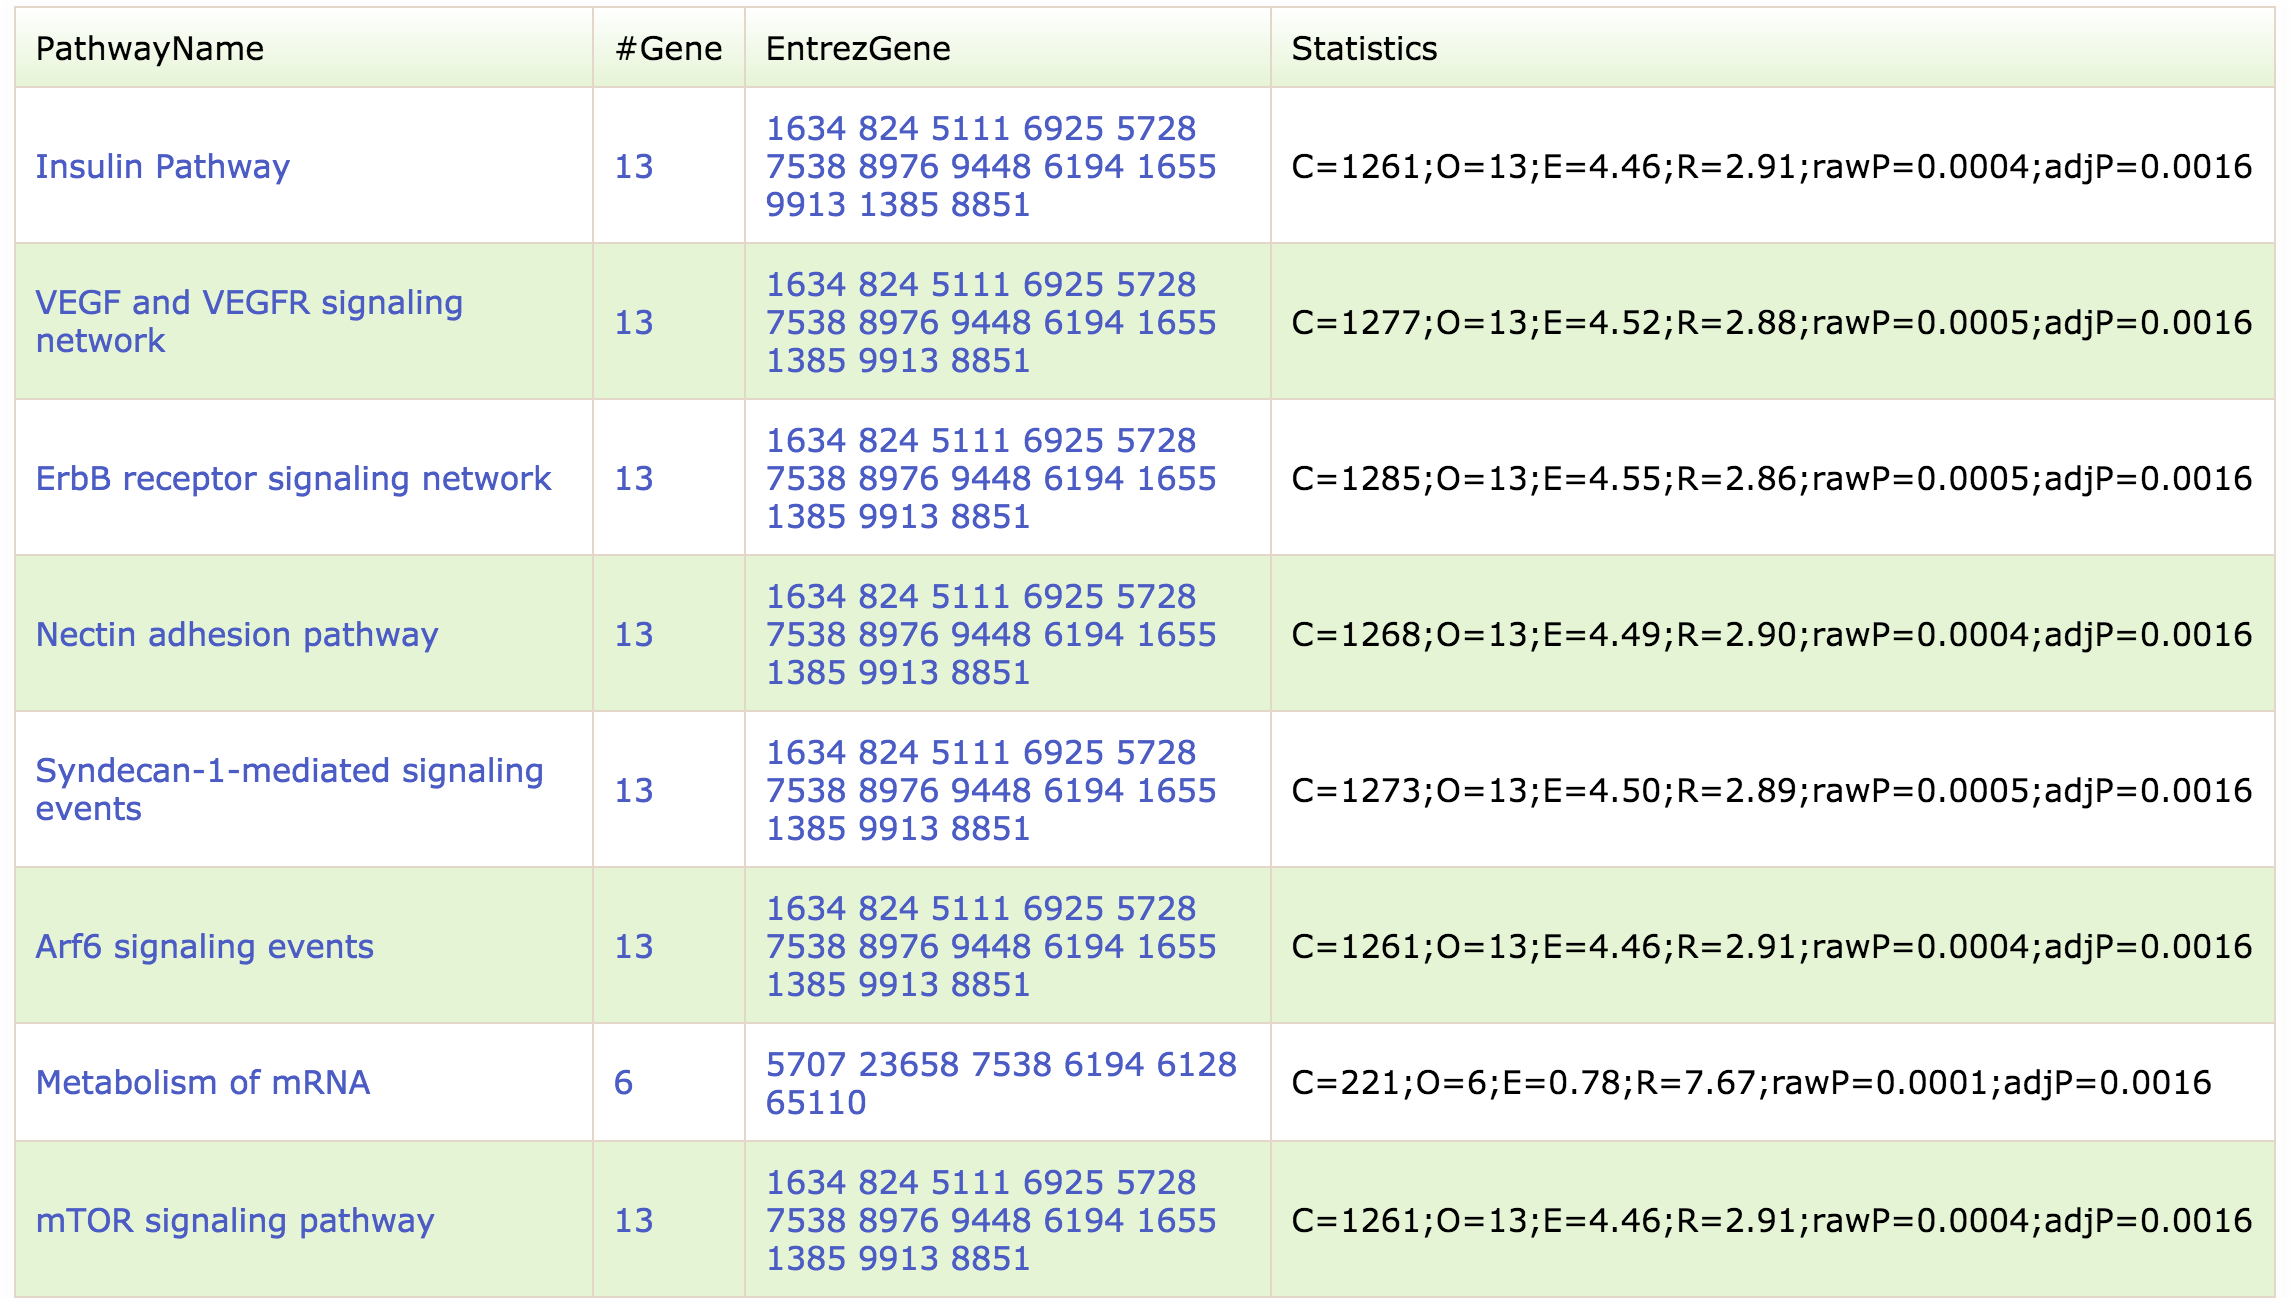 PathwayName #Gene EntrezGene Statistics
Insulin Pathway 13 1634 824 5111 6925 5728
7538 8976 9448 6194 1655
9913 1385 8851 C=1261;O=13;E=4.46;R=2.91;rawP=0.0004;adjP=0.0016
VEGF and VEGFR signaling
network 13 1634 824 5111 6925 5728
7538 8976 9448 6194 1655
1385 9913 8851 C=1277;O=13;E=4.52;R=2.88;rawP=0.0005;adjP=0.0016
ErbB receptor signaling network 13 1634 824 5111 6925 5728
7538 8976 9448 6194 1655
1385 9913 8851 C=1285;O=13;E=4.55;R=2.86;rawP=0.0005;adjP=0.0016
Nectin adhesion pathway 13 1634 824 5111 6925 5728
7538 8976 9448 6194 1655
1385 9913 8851 C=1268;O=13;E=4.49;R=2.90;rawP=0.0004;adjP=0.0016
Syndecan-1-mediated signaling
events 13 1634 824 5111 6925 5728
7538 8976 9448 6194 1655
1385 9913 8851 C=1273;O=13;E=4.50;R=2.89;rawP=0.0005;adjP=0.0016
Arf6 signaling events 13 1634 824 5111 6925 5728
7538 8976 9448 6194 1655
1385 9913 8851 C=1261;O=13;E=4.46;R=2.91;rawP=0.0004;adjP=0.0016
Metabolism of mRNA 6 5707 23658 7538 6194 6128
65110 C=221;O=6;E=0.78;R=7.67;rawP=0.0001;adjP=0.0016
mTOR signaling pathway 13 1634 824 5111 6925 5728
7538 8976 9448 6194 1655
1385 9913 8851 C=1261;O=13;E=4.46;R=2.91;rawP=0.0004;adjP=0.0016